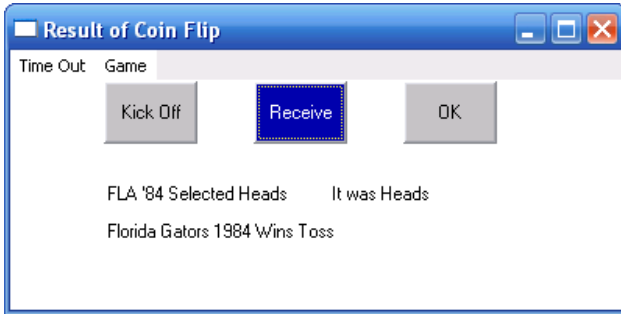 Result of Coin Flip
Time Out Game
Kick Off Receive OK
FLA '84 Selected Heads It was Heads
Florida Gators 1984 Wins Toss